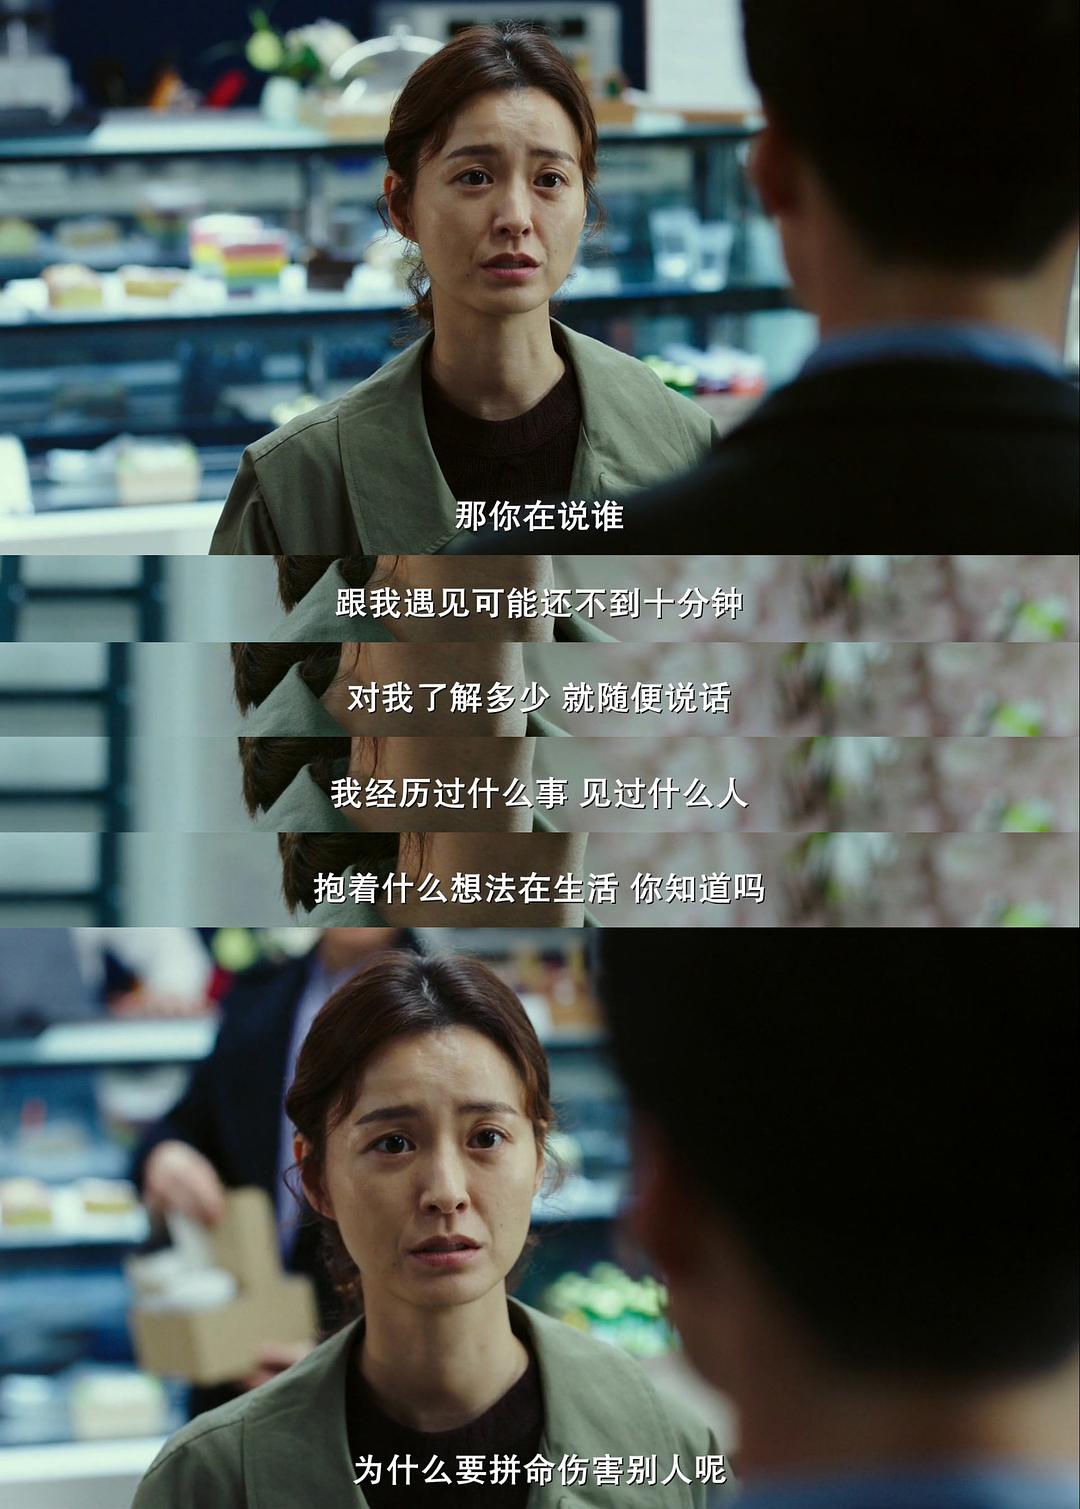 那你在说谁
跟我遇见可能还不到十分钟
对我了解多少 就随便说话
我经历过什么事 见过什么人
抱着什么想法在生活 你知道吗
为什么要拼命伤害别人呢